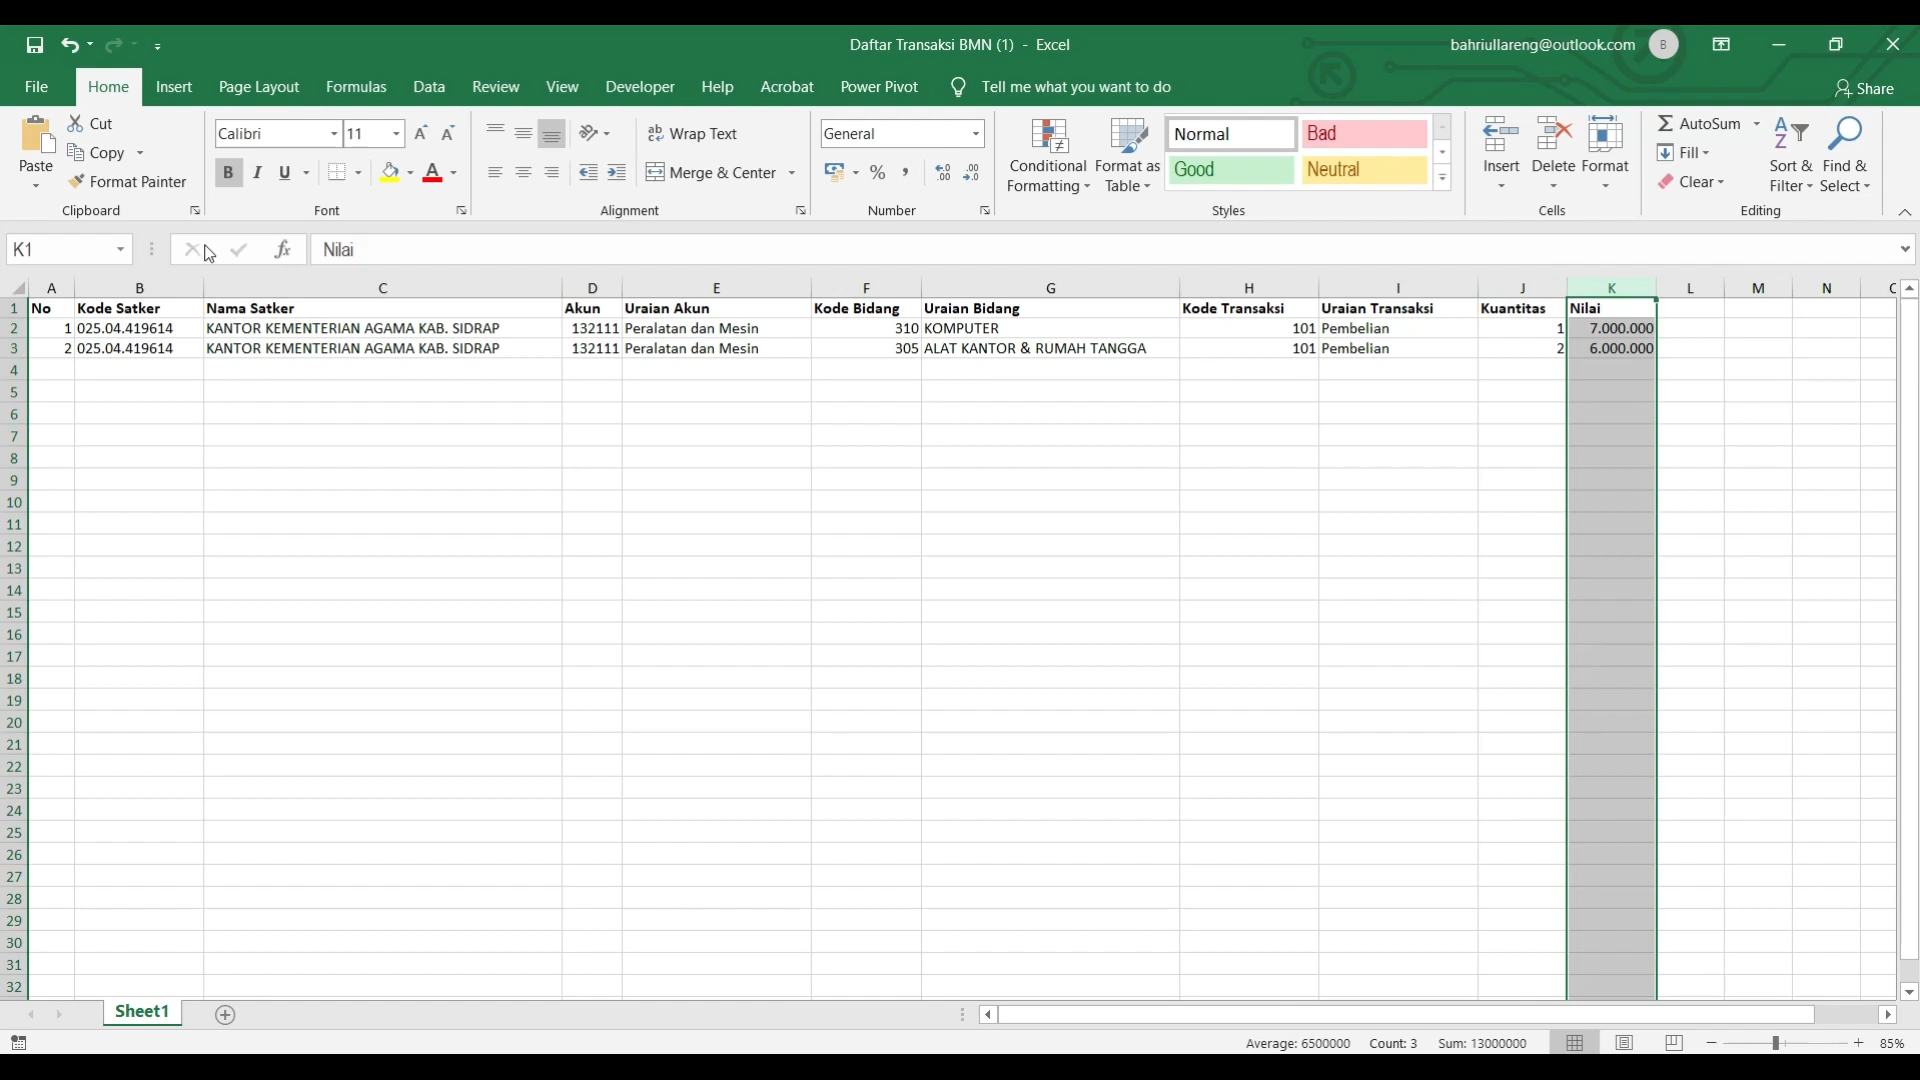 Daftar Transaksi BMN (1) - Excel
bahriullareng@outlook.com B
File Home Insert Page Layout Formulas Data Review View Developer Help Acrobat Power Pivot Tell me what you want to do Share
Paste
Cut
Copy
Format Painter
Clipboard
Calibri 11
B I U A
Font
Wrap Text
Merge & Center
Alignment
General
%
Number
Conditional Formatting
Format as Table
Normal Bad
Good Neutral
Styles
Insert Delete Format
Cells
AutoSum
Fill
Clear
Sort & Filter
Find & Select
Editing
K1 fx Nilai
A B C D E F G H I J K L M N
1 No Kode Satker Nama Satker Akun Uraian Akun Kode Bidang Uraian Bidang Kode Transaksi Uraian Transaksi Kuantitas Nilai
2 1 025.04.419614 KANTOR KEMENTERIAN AGAMA KAB. SIDRAP 132111 Peralatan dan Mesin 310 KOMPUTER 101 Pembelian 1 7.000.000
3 2 025.04.419614 KANTOR KEMENTERIAN AGAMA KAB. SIDRAP 132111 Peralatan dan Mesin 305 ALAT KANTOR & RUMAH TANGGA 101 Pembelian 2 6.000.000
4
5
6
7
8
9
10
11
12
13
14
15
16
17
18
19
20
21
22
23
24
25
26
27
28
29
30
31
32
Sheet1
Average: 6500000 Count: 3 Sum: 13000000 85%